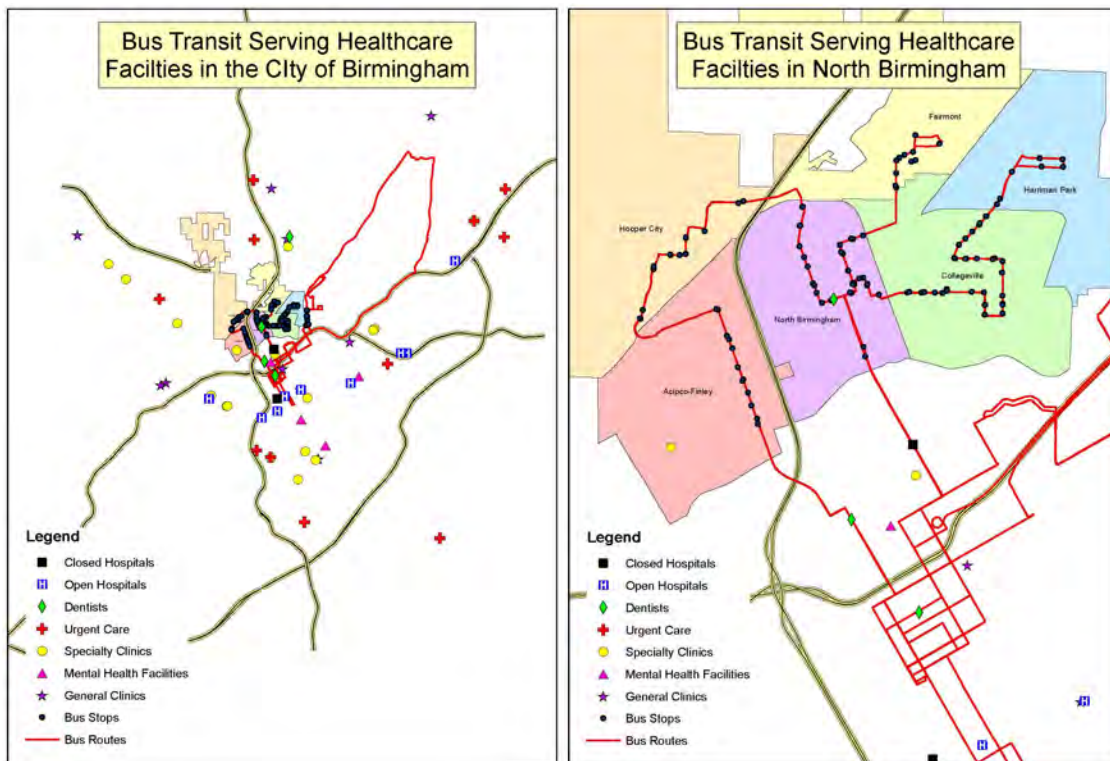 Bus Transit Serving Healthcare
Facilties in the CIty of Birmingham
Legend
Closed Hospitals
Open Hospitals
Dentists
Urgent Care
Specialty Clinics
Mental Health Facilities
General Clinics
Bus Stops
Bus Routes
Bus Transit Serving Healthcare
Facilties in North Birmingham
Fairmont
Harriman Park
Hooper City
Collegeville
North Birmingham
Acipco-Finley
Legend
Closed Hospitals
Open Hospitals
Dentists
Urgent Care
Specialty Clinics
Mental Health Facilities
General Clinics
Bus Stops
Bus Routes